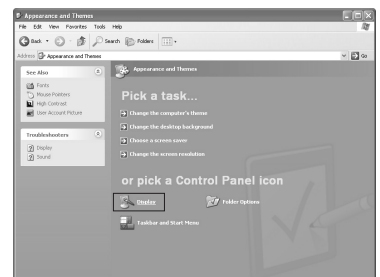 Appearance and Themes
File Edit View Favorites Tools Help
Back Search Folders
Address Appearance and Themes Go
See Also
Fonts
Mouse Pointers
High Contrast
User Account Picture
Troubleshooters
Display
Sound
Appearance and Themes
Pick a task...
Change the computer's theme
Change the desktop background
Choose a screen saver
Change the screen resolution
or pick a Control Panel icon
Display Folder Options
Taskbar and Start Menu